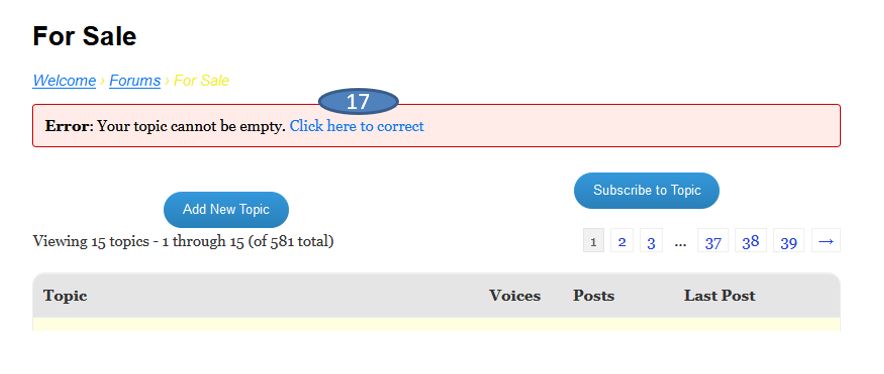 For Sale
Welcome › Forums › For Sale
17
Error: Your topic cannot be empty. Click here to correct
Subscribe to Topic
Add New Topic
Viewing 15 topics - 1 through 15 (of 581 total)
1 2 3 ... 37 38 39 →
Topic Voices Posts Last Post